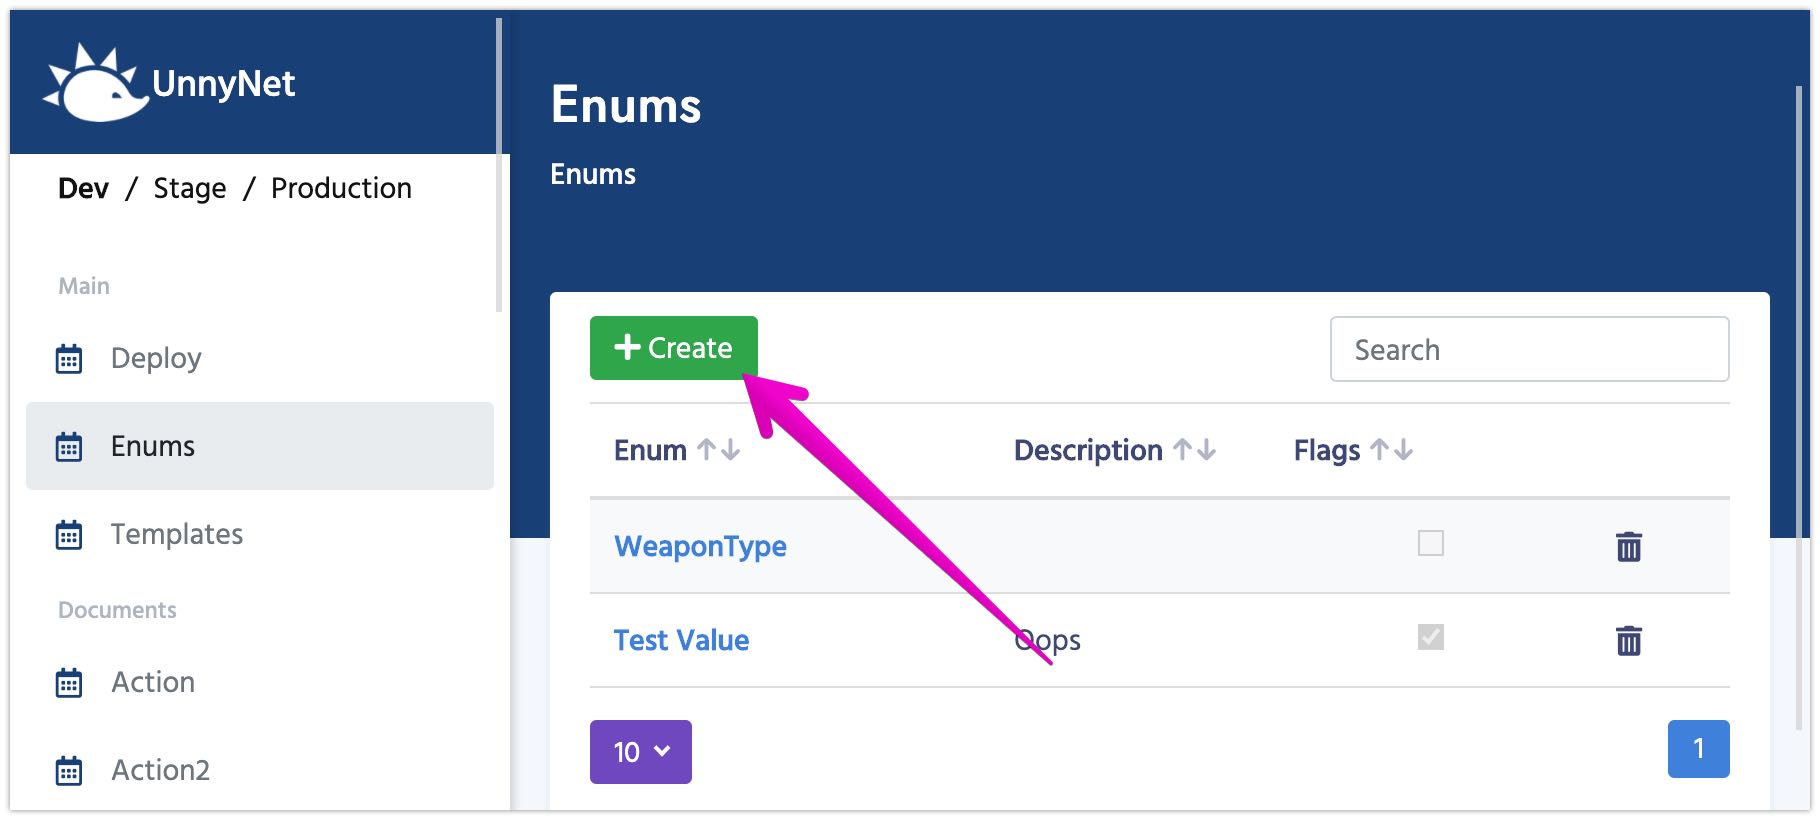 UnnyNet
Dev / Stage / Production
Main
Deploy
Enums
Templates
Documents
Action
Action2
Enums
Enums
Create
Search
Enum Description Flags
WeaponType
Test Value Oops
10
1